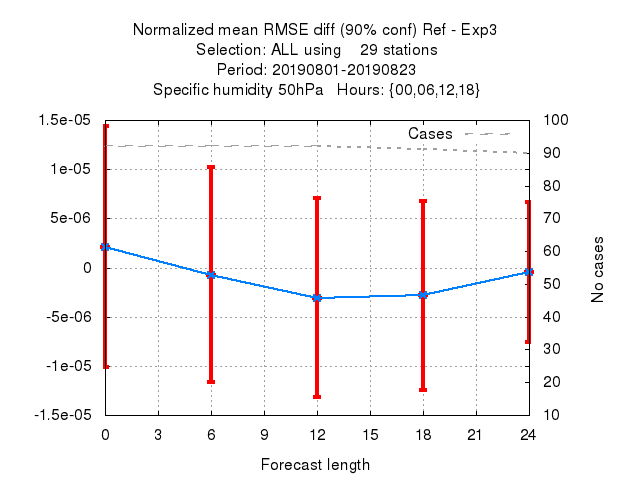 Normalized mean RMSE diff (90% conf) Ref - Exp3
Selection: ALL using    29 stations
Period: 20190801-20190823
Specific humidity 50hPa   Hours: {00,06,12,18}
1.5e-05
1e-05
5e-06
0
-5e-06
-1e-05
-1.5e-05
Cases
100
90
80
70
60
50
40
30
20
10
No cases
0 3 6 9 12 15 18 21 24
Forecast length